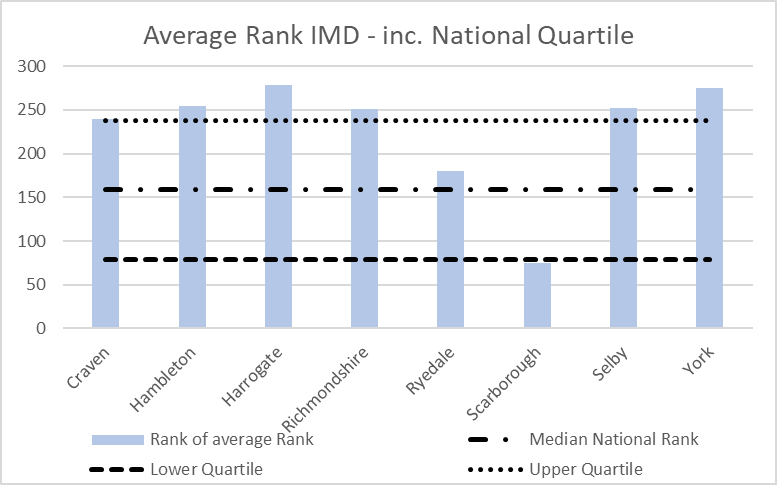 Average Rank IMD - inc. National Quartile
300
250
200
150
100
50
0
Craven
Hambleton
Harrogate
Richmondshire
Ryedale
Scarborough
Selby
York
Rank of average Rank
Median National Rank
Lower Quartile
Upper Quartile